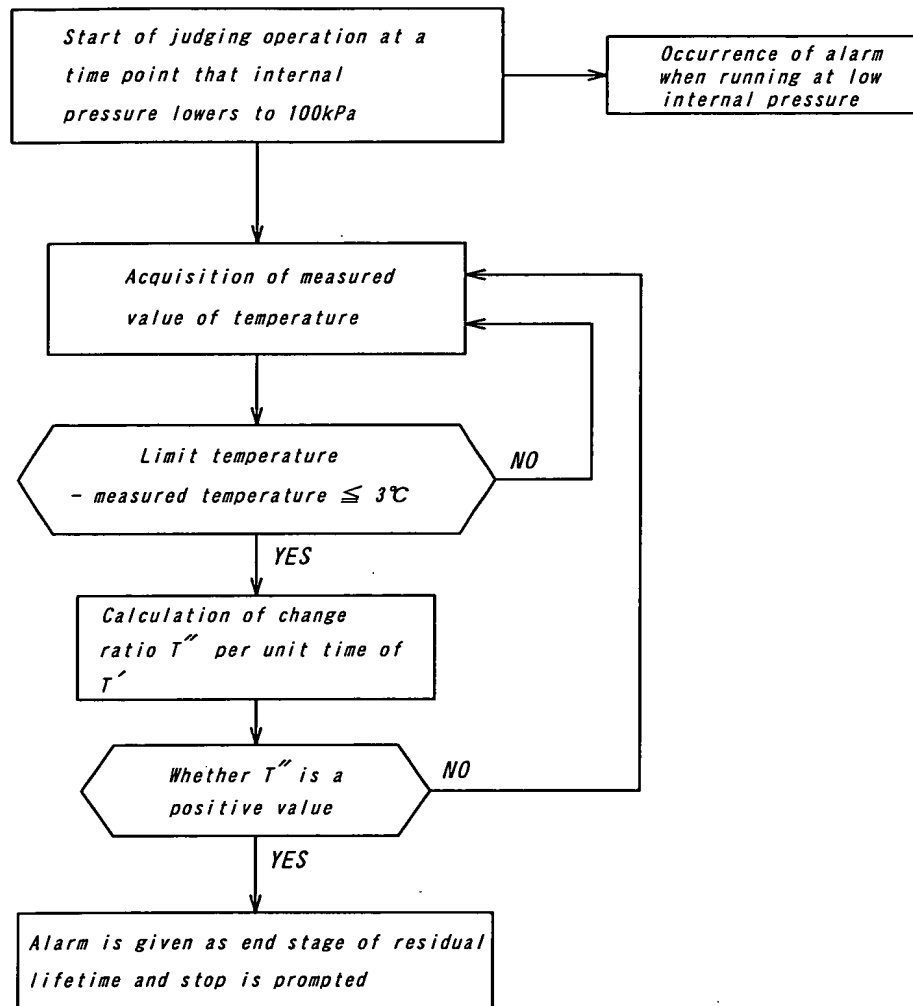 Start of judging operation at a
time point that internal
pressure lowers to 100kPa
Occurrence of alarm
when running at low
internal pressure
Acquisition of measured
value of temperature
Limit temperature
- measured temperature ≦ 3℃
NO
YES
Calculation of change
ratio T″ per unit time of
T′
Whether T″ is a
positive value
NO
YES
Alarm is given as end stage of residual
lifetime and stop is prompted